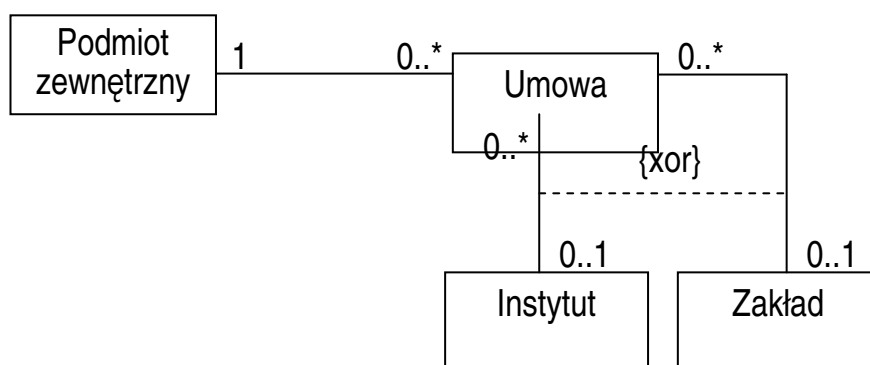 Podmiot
zewnętrzny
1
0..*
Umowa
0..*
0..*
{xor}
0..1
0..1
Instytut
Zakład